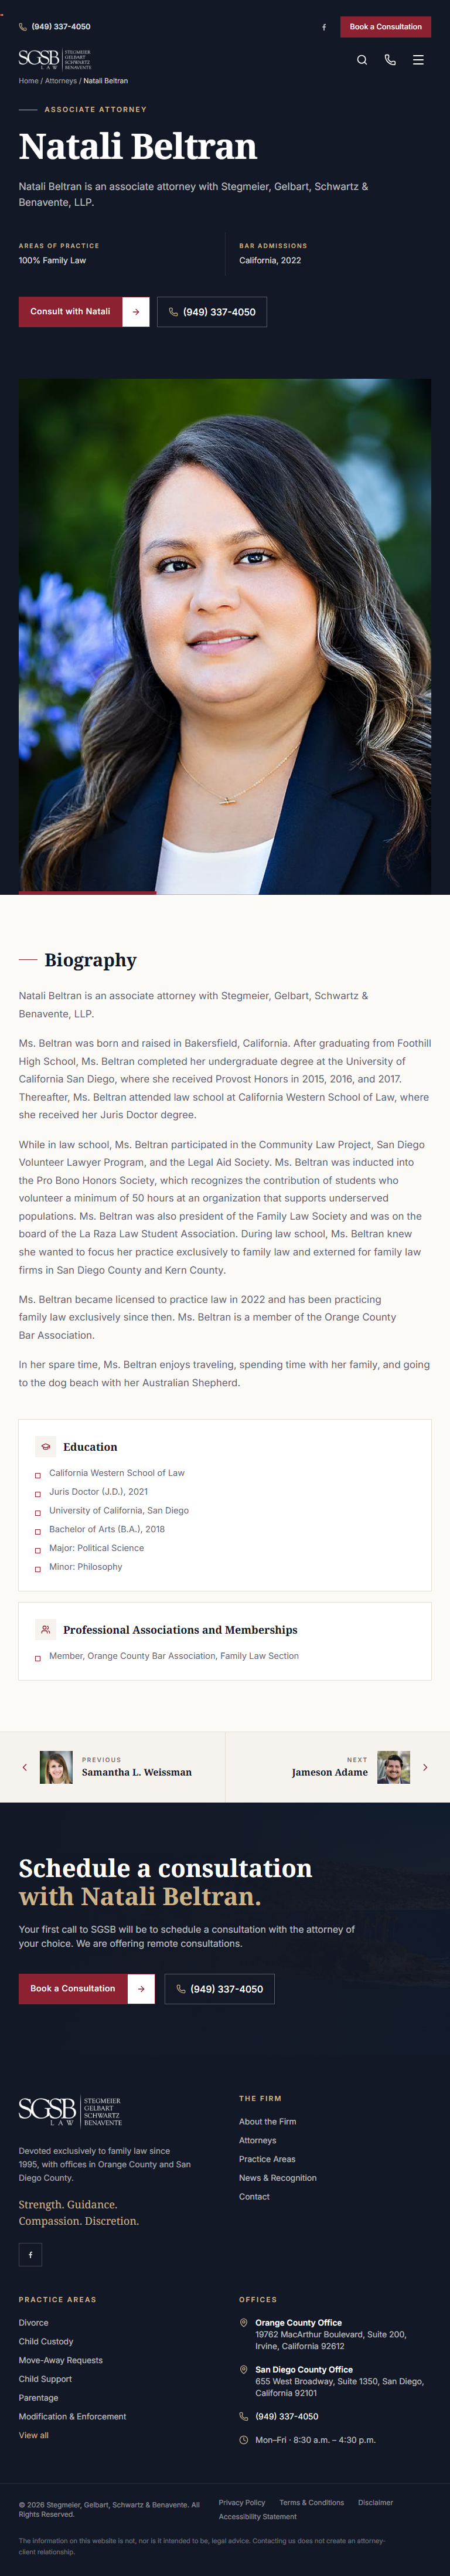 (949) 337-4050
Book a Consultation
SGSB LAW STEGMEIER GELBART SCHWARTZ BENAVENTE
Home / Attorneys / Natali Beltran
ASSOCIATE ATTORNEY
Natali Beltran
Natali Beltran is an associate attorney with Stegmeier, Gelbart, Schwartz &
Benavente, LLP.
AREAS OF PRACTICE
100% Family Law
BAR ADMISSIONS
California, 2022
Consult with Natali
(949) 337-4050
Biography
Natali Beltran is an associate attorney with Stegmeier, Gelbart, Schwartz &
Benavente, LLP.
Ms. Beltran was born and raised in Bakersfield, California. After graduating from Foothill
High School, Ms. Beltran completed her undergraduate degree at the University of
California San Diego, where she received Provost Honors in 2015, 2016, and 2017.
Thereafter, Ms. Beltran attended law school at California Western School of Law, where
she received her Juris Doctor degree.
While in law school, Ms. Beltran participated in the Community Law Project, San Diego
Volunteer Lawyer Program, and the Legal Aid Society. Ms. Beltran was inducted into
the Pro Bono Honors Society, which recognizes the contribution of students who
volunteer a minimum of 50 hours at an organization that supports underserved
populations. Ms. Beltran was also president of the Family Law Society and was on the
board of the La Raza Law Student Association. During law school, Ms. Beltran knew
she wanted to focus her practice exclusively to family law and externed for family law
firms in San Diego County and Kern County.
Ms. Beltran became licensed to practice law in 2022 and has been practicing
family law exclusively since then. Ms. Beltran is a member of the Orange County
Bar Association.
In her spare time, Ms. Beltran enjoys traveling, spending time with her family, and going
to the dog beach with her Australian Shepherd.
Education
California Western School of Law
Juris Doctor (J.D.), 2021
University of California, San Diego
Bachelor of Arts (B.A.), 2018
Major: Political Science
Minor: Philosophy
Professional Associations and Memberships
Member, Orange County Bar Association, Family Law Section
PREVIOUS
Samantha L. Weissman
NEXT
Jameson Adame
Schedule a consultation
with Natali Beltran.
Your first call to SGSB will be to schedule a consultation with the attorney of
your choice. We are offering remote consultations.
Book a Consultation
(949) 337-4050
SGSB LAW STEGMEIER GELBART SCHWARTZ BENAVENTE
Devoted exclusively to family law since
1995, with offices in Orange County and San
Diego County.
Strength. Guidance.
Compassion. Discretion.
THE FIRM
About the Firm
Attorneys
Practice Areas
News & Recognition
Contact
PRACTICE AREAS
Divorce
Child Custody
Move-Away Requests
Child Support
Parentage
Modification & Enforcement
View all
OFFICES
Orange County Office
19762 MacArthur Boulevard, Suite 200,
Irvine, California 92612
San Diego County Office
655 West Broadway, Suite 1350, San Diego,
California 92101
(949) 337-4050
Mon–Fri · 8:30 a.m. – 4:30 p.m.
© 2026 Stegmeier, Gelbart, Schwartz & Benavente. All
Rights Reserved.
Privacy Policy
Terms & Conditions
Disclaimer
Accessibility Statement
The information on this website is not, nor is it intended to be, legal advice. Contacting us does not create an attorney-
client relationship.